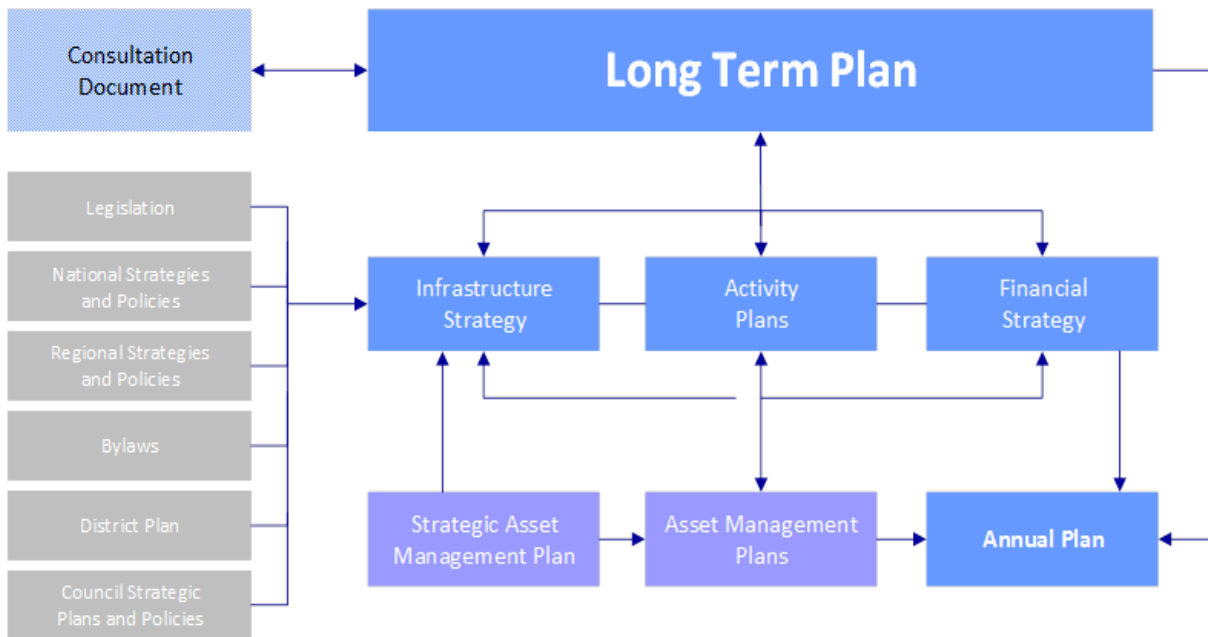 Consultation
Document
Long Term Plan
Legislation
National Strategies
and Policies
Regional Strategies
and Policies
Bylaws
District Plan
Council Strategic
Plans and Policies
Infrastructure
Strategy
Activity
Plans
Financial
Strategy
Strategic Asset
Management Plan
Asset Management
Plans
Annual Plan